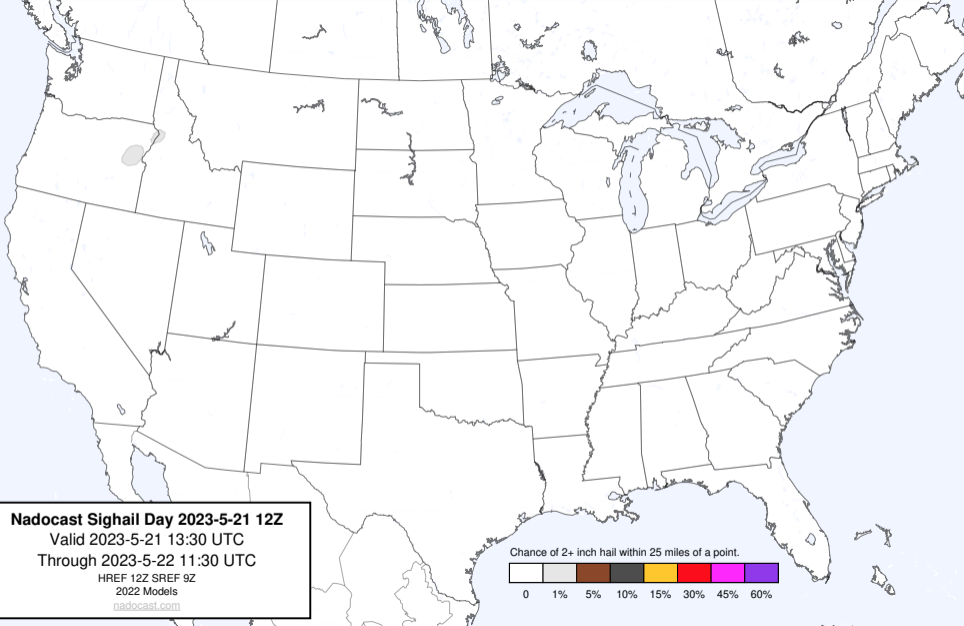 Nadocast Sighail Day 2023-5-21 12Z
Valid 2023-5-21 13:30 UTC
Through 2023-5-22 11:30 UTC
HREF 12Z SREF 9Z
2022 Models
nadocast.com
Chance of 2+ inch hail within 25 miles of a point.
0 1% 5% 10% 15% 30% 45% 60%